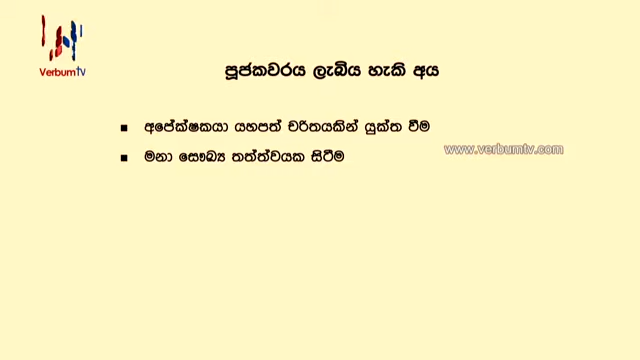 VerbumTV
පූජකවරය ලැබිය හැකි අය
▪ අපේක්ෂකයා යහපත් චරිතයකින් යුක්ත වීම
▪ මනා සෞඛ්‍ය තත්ත්වයක සිටීම
www.verbumtv.com